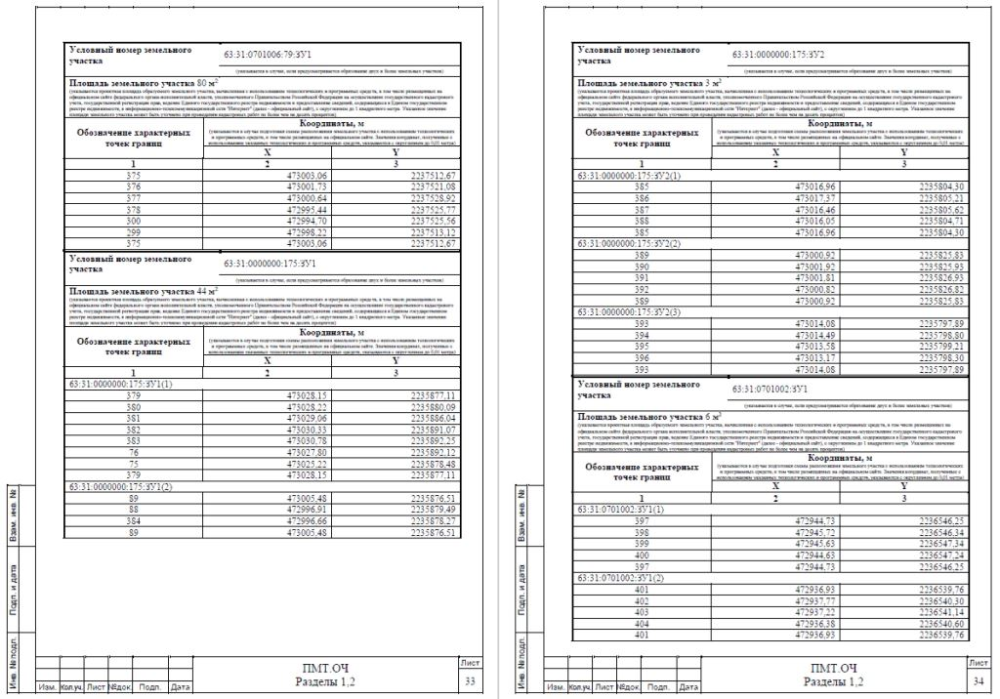 Условный номер земельного
участка
63:31:0701006:79:ЗУ1
(указывается в случае, если предусматривается образование двух и более земельных участков)
Площадь земельного участка 80 м²
(указывается проектная площадь образуемого земельного участка, вычисленная с использованием технологических и программных средств, в том числе размещенных на
официальном сайте федерального органа исполнительной власти, уполномоченного Правительством Российской Федерации на осуществление государственного кадастрового
учета, государственной регистрации прав, ведение Единого государственного реестра недвижимости и предоставление сведений, содержащихся в Едином государственном
реестре недвижимости, в информационно-телекоммуникационной сети "Интернет" (далее - официальный сайт), с округлением до 1 квадратного метра. Указанное значение
площади земельного участка может быть уточнено при проведении кадастровых работ не более чем на десять процентов)
Обозначение характерных
точек границ
Координаты, м
(указываются в случае подготовки схемы расположения земельного участка с использованием технологических
и программных средств, в том числе размещенных на официальном сайте. Значения координат, полученные с
использованием указанных технологических и программных средств, указываются с округлением до 0,01 метра)
X Y
1 2 3
375 473003,06 2237512,67
376 473001,73 2237521,08
377 473000,64 2237528,92
378 472995,44 2237525,77
300 472994,70 2237525,56
299 472998,22 2237513,12
375 473003,06 2237512,67
Условный номер земельного
участка
63:31:0000000:175:ЗУ1
(указывается в случае, если предусматривается образование двух и более земельных участков)
Площадь земельного участка 44 м²
(указывается проектная площадь образуемого земельного участка, вычисленная с использованием технологических и программных средств, в том числе размещенных на
официальном сайте федерального органа исполнительной власти, уполномоченного Правительством Российской Федерации на осуществление государственного кадастрового
учета, государственной регистрации прав, ведение Единого государственного реестра недвижимости и предоставление сведений, содержащихся в Едином государственном
реестре недвижимости, в информационно-телекоммуникационной сети "Интернет" (далее - официальный сайт), с округлением до 1 квадратного метра. Указанное значение
площади земельного участка может быть уточнено при проведении кадастровых работ не более чем на десять процентов)
Обозначение характерных
точек границ
Координаты, м
(указываются в случае подготовки схемы расположения земельного участка с использованием технологических
и программных средств, в том числе размещенных на официальном сайте. Значения координат, полученные с
использованием указанных технологических и программных средств, указываются с округлением до 0,01 метра)
X Y
1 2 3
63:31:0000000:175:ЗУ1(1)
379 473028,15 2235877,11
380 473028,22 2235880,09
381 473029,06 2235886,04
382 473030,33 2235891,07
383 473030,78 2235892,25
76 473027,80 2235892,12
75 473025,22 2235878,48
379 473028,15 2235877,11
63:31:0000000:175:ЗУ1(2)
89 473005,48 2235876,51
88 472996,91 2235879,49
384 472996,66 2235878,27
89 473005,48 2235876,51
Взам. инв. №
Подп. и дата
Инв. №подл.
Изм. Кол.уч. Лист №док. Подп. Дата
ПМТ.ОЧ
Разделы 1,2
Лист
33
Условный номер земельного
участка
63:31:0000000:175:ЗУ2
(указывается в случае, если предусматривается образование двух и более земельных участков)
Площадь земельного участка 3 м²
(указывается проектная площадь образуемого земельного участка, вычисленная с использованием технологических и программных средств, в том числе размещенных на
официальном сайте федерального органа исполнительной власти, уполномоченного Правительством Российской Федерации на осуществление государственного кадастрового
учета, государственной регистрации прав, ведение Единого государственного реестра недвижимости и предоставление сведений, содержащихся в Едином государственном
реестре недвижимости, в информационно-телекоммуникационной сети "Интернет" (далее - официальный сайт), с округлением до 1 квадратного метра. Указанное значение
площади земельного участка может быть уточнено при проведении кадастровых работ не более чем на десять процентов)
Обозначение характерных
точек границ
Координаты, м
(указываются в случае подготовки схемы расположения земельного участка с использованием технологических
и программных средств, в том числе размещенных на официальном сайте. Значения координат, полученные с
использованием указанных технологических и программных средств, указываются с округлением до 0,01 метра)
X Y
1 2 3
63:31:0000000:175:ЗУ2(1)
385 473016,96 2235804,30
386 473017,37 2235805,21
387 473016,46 2235805,62
388 473016,05 2235804,71
385 473016,96 2235804,30
63:31:0000000:175:ЗУ2(2)
389 473000,92 2235825,83
390 473001,92 2235825,93
391 473001,81 2235826,93
392 473000,82 2235826,82
389 473000,92 2235825,83
63:31:0000000:175:ЗУ2(3)
393 473014,08 2235797,89
394 473014,49 2235798,80
395 473013,58 2235799,21
396 473013,17 2235798,30
393 473014,08 2235797,89
Условный номер земельного
участка
63:31:0701002:ЗУ1
(указывается в случае, если предусматривается образование двух и более земельных участков)
Площадь земельного участка 6 м²
(указывается проектная площадь образуемого земельного участка, вычисленная с использованием технологических и программных средств, в том числе размещенных на
официальном сайте федерального органа исполнительной власти, уполномоченного Правительством Российской Федерации на осуществление государственного кадастрового
учета, государственной регистрации прав, ведение Единого государственного реестра недвижимости и предоставление сведений, содержащихся в Едином государственном
реестре недвижимости, в информационно-телекоммуникационной сети "Интернет" (далее - официальный сайт), с округлением до 1 квадратного метра. Указанное значение
площади земельного участка может быть уточнено при проведении кадастровых работ не более чем на десять процентов)
Обозначение характерных
точек границ
Координаты, м
(указываются в случае подготовки схемы расположения земельного участка с использованием технологических
и программных средств, в том числе размещенных на официальном сайте. Значения координат, полученные с
использованием указанных технологических и программных средств, указываются с округлением до 0,01 метра)
X Y
1 2 3
63:31:0701002:ЗУ1(1)
397 472944,73 2236546,25
398 472945,72 2236546,34
399 472945,63 2236547,34
400 472944,63 2236547,24
397 472944,73 2236546,25
63:31:0701002:ЗУ1(2)
401 472936,93 2236539,76
402 472937,77 2236540,30
403 472937,22 2236541,14
404 472936,38 2236540,60
401 472936,93 2236539,76
Взам. инв. №
Подп. и дата
Инв. №подл.
Изм. Кол.уч. Лист №док. Подп. Дата
ПМТ.ОЧ
Разделы 1,2
Лист
34